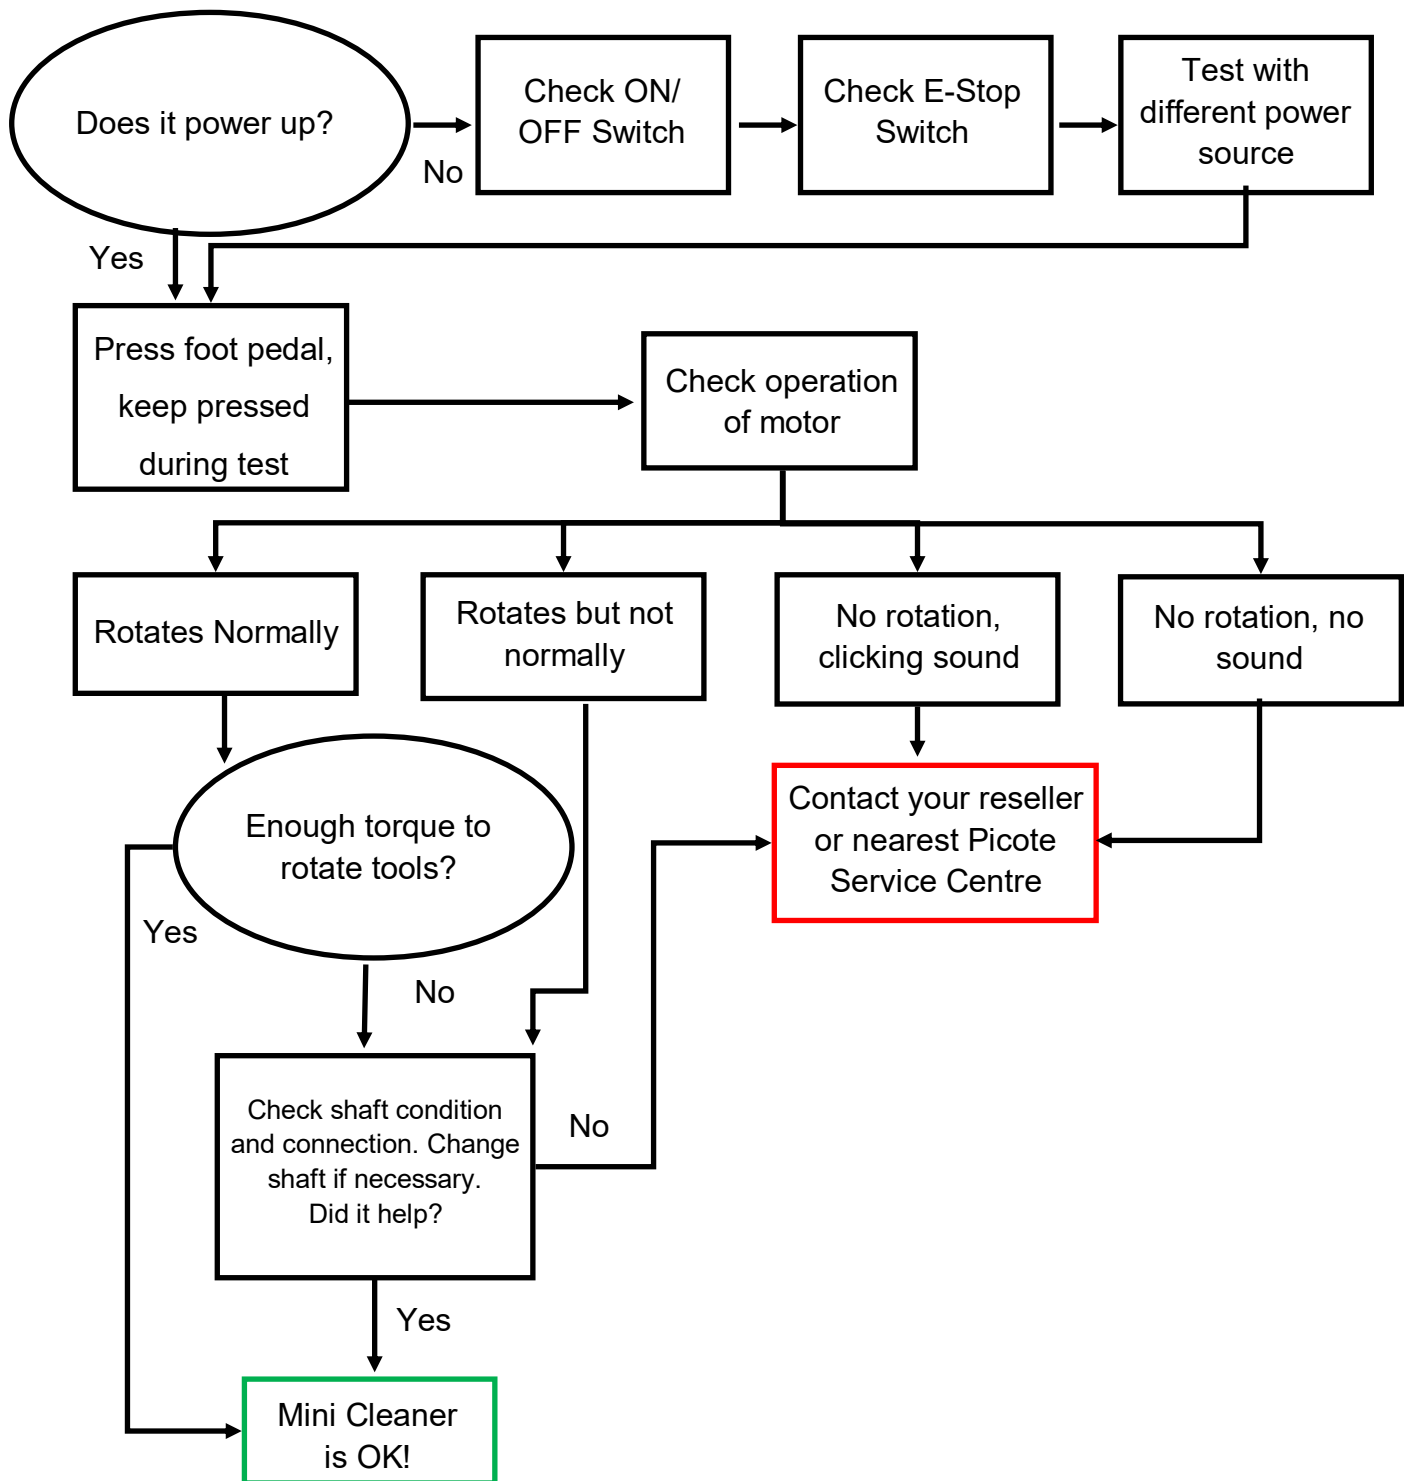 Does it power up?
No
Check ON/
OFF Switch
Check E-Stop
Switch
Test with
different power
source
Yes
Press foot pedal,
keep pressed
during test
Check operation
of motor
Rotates Normally
Rotates but not
normally
No rotation,
clicking sound
No rotation, no
sound
Enough torque to
rotate tools?
Contact your reseller
or nearest Picote
Service Centre
Yes
No
Check shaft condition
and connection. Change
shaft if necessary.
Did it help?
No
Yes
Mini Cleaner
is OK!